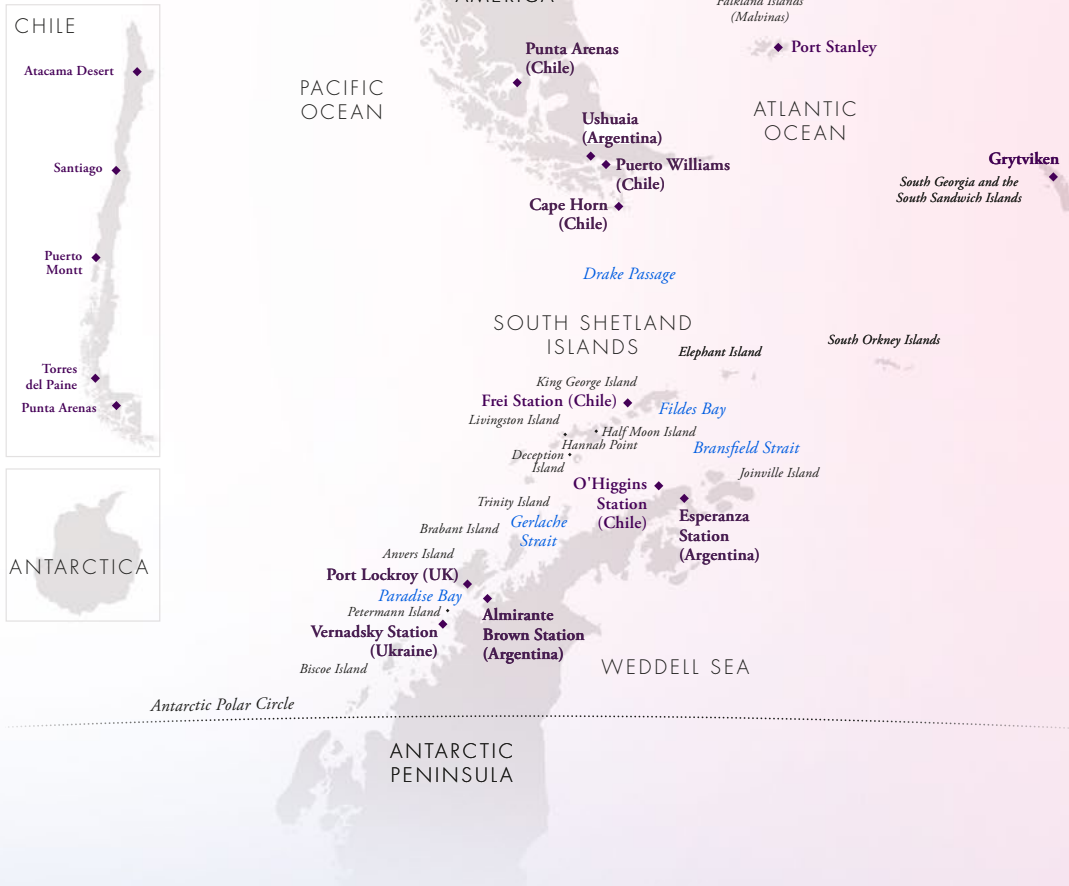 CHILE
Atacama Desert
Santiago
Puerto
Montt
Torres
del Paine
Punta Arenas
ANTARCTICA
AMERICA
Falkland Islands
(Malvinas)
Port Stanley
Punta Arenas
(Chile)
PACIFIC
OCEAN
ATLANTIC
OCEAN
Ushuaia
(Argentina)
Puerto Williams
(Chile)
Grytviken
South Georgia and the
South Sandwich Islands
Cape Horn
(Chile)
Drake Passage
SOUTH SHETLAND
ISLANDS
Elephant Island
South Orkney Islands
King George Island
Frei Station (Chile)
Fildes Bay
Livingston Island
Half Moon Island
Hannah Point
Deception
Island
Bransfield Strait
Joinville Island
O'Higgins
Station
(Chile)
Esperanza
Station
(Argentina)
Trinity Island
Gerlache
Strait
Brabant Island
Anvers Island
Port Lockroy (UK)
Paradise Bay
Petermann Island
Almirante
Brown Station
(Argentina)
Vernadsky Station
(Ukraine)
Biscoe Island
WEDDELL SEA
Antarctic Polar Circle
ANTARCTIC
PENINSULA